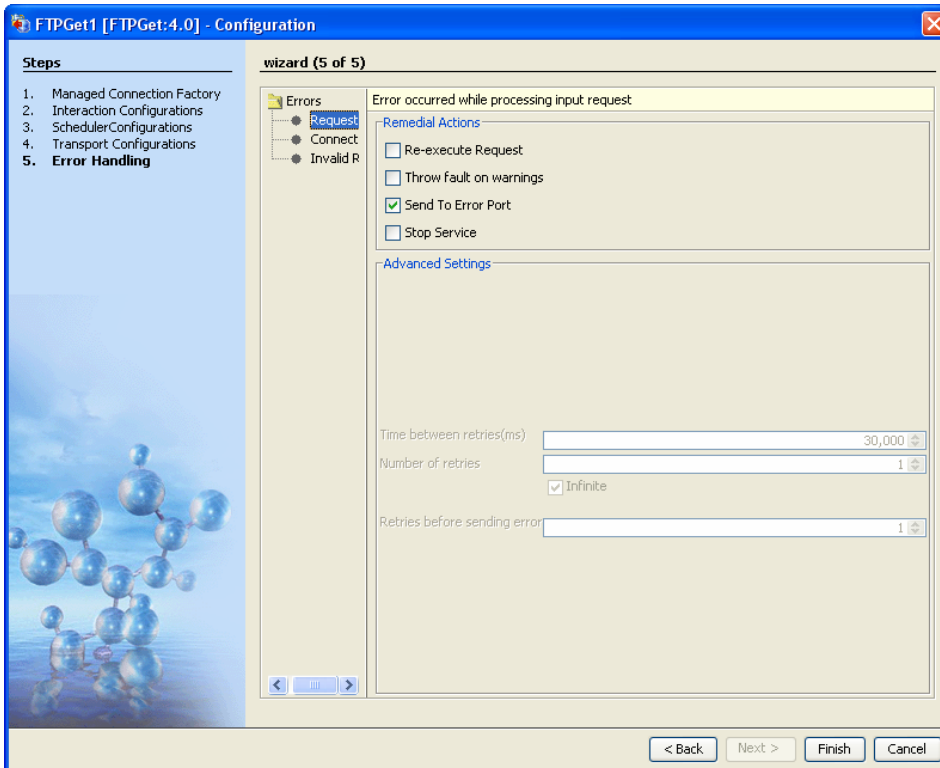 FTPGet1 [FTPGet:4.0] - Configuration
Steps
1. Managed Connection Factory
2. Interaction Configurations
3. SchedulerConfigurations
4. Transport Configurations
5. Error Handling
wizard (5 of 5)
Errors
Request
Connect
Invalid R
Error occurred while processing input request
Remedial Actions
Re-execute Request
Throw fault on warnings
Send To Error Port
Stop Service
Advanced Settings
Time between retries(ms) 30,000
Number of retries 1
Infinite
Retries before sending error 1
< Back Next > Finish Cancel